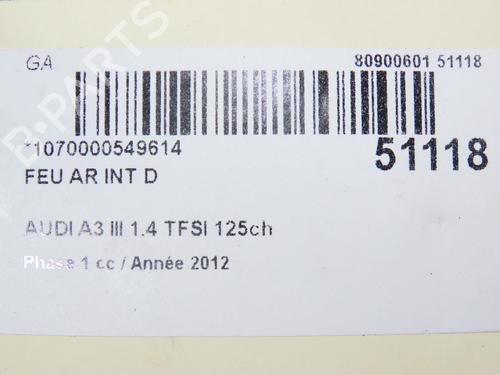 GA
80900601 51118
*1070000549614
51118
FEU AR INT D
AUDI A3 III 1.4 TFSI 125ch
Phase 1 cc / Année 2012
B-PARTS